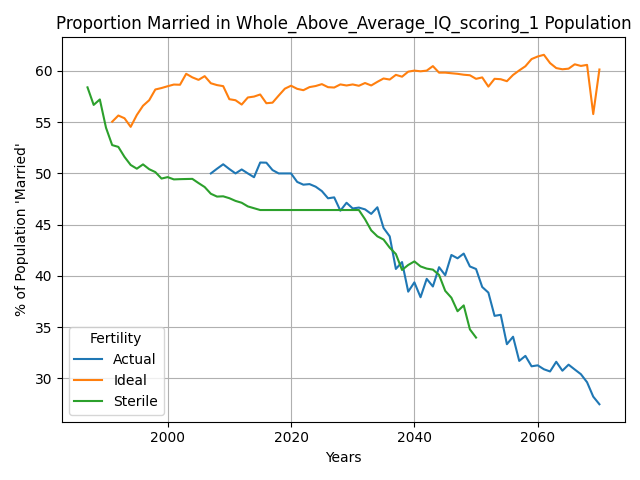 Proportion Married in Whole_Above_Average_IQ_scoring_1 Population
% of Population 'Married'
60
55
50
45
40
35
30
Fertility
Actual
Ideal
Sterile
2000
2020
2040
2060
Years